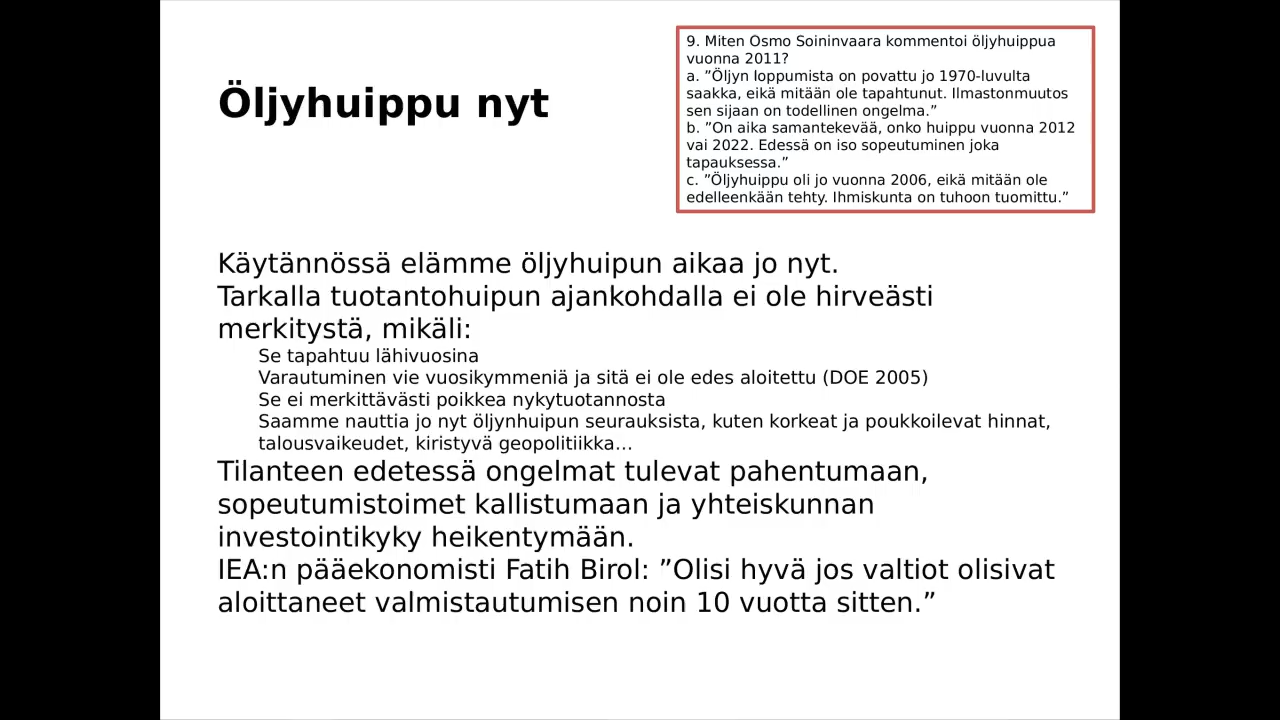 Öljyhuippu nyt
9. Miten Osmo Soininvaara kommentoi öljyhuippua
vuonna 2011?
a. ”Öljyn loppumista on povattu jo 1970-luvulta
saakka, eikä mitään ole tapahtunut. Ilmastonmuutos
sen sijaan on todellinen ongelma.”
b. ”On aika samantekevää, onko huippu vuonna 2012
vai 2022. Edessä on iso sopeutuminen joka
tapauksessa.”
c. ”Öljyhuippu oli jo vuonna 2006, eikä mitään ole
edelleenkään tehty. Ihmiskunta on tuhoon tuomittu.”
Käytännössä elämme öljyhuipun aikaa jo nyt.
Tarkalla tuotantohuipun ajankohdalla ei ole hirveästi
merkitystä, mikäli:
Se tapahtuu lähivuosina
Varautuminen vie vuosikymmeniä ja sitä ei ole edes aloitettu (DOE 2005)
Se ei merkittävästi poikkea nykytuotannosta
Saamme nauttia jo nyt öljynhuipun seurauksista, kuten korkeat ja poukkoilevat hinnat,
talousvaikeudet, kiristyvä geopolitiikka…
Tilanteen edetessä ongelmat tulevat pahentumaan,
sopeutumistoimet kallistumaan ja yhteiskunnan
investointikyky heikentymään.
IEA:n pääekonomisti Fatih Birol: ”Olisi hyvä jos valtiot olisivat
aloittaneet valmistautumisen noin 10 vuotta sitten.”